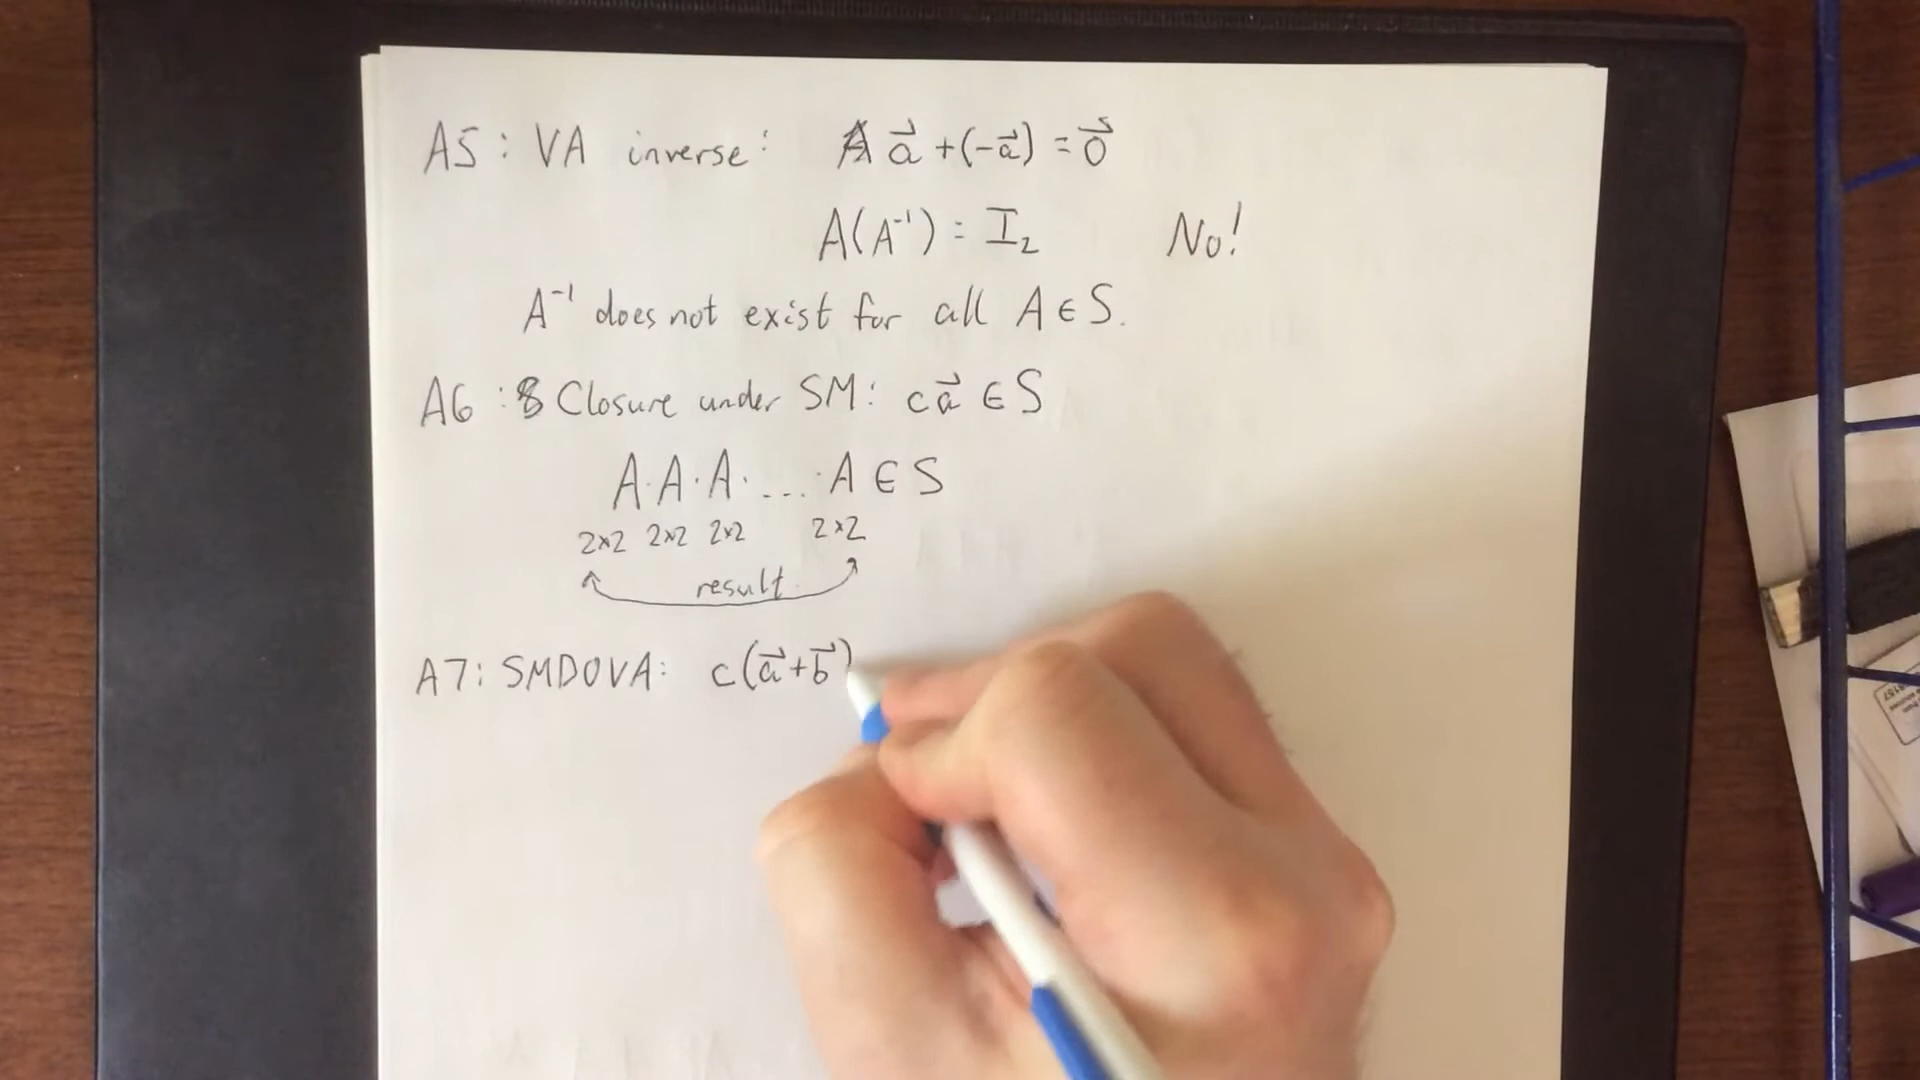 A5: VA inverse: a⃗ + (-a⃗) = 0⃗
A(A⁻¹) = I₂ No!
A⁻¹ does not exist for all A ∈ S.
A6: Closure under SM: ca⃗ ∈ S
A·A·A· ... ·A ∈ S
2×2 2×2 2×2 2×2
result
A7: SMDOVA: c(a⃗+b⃗)